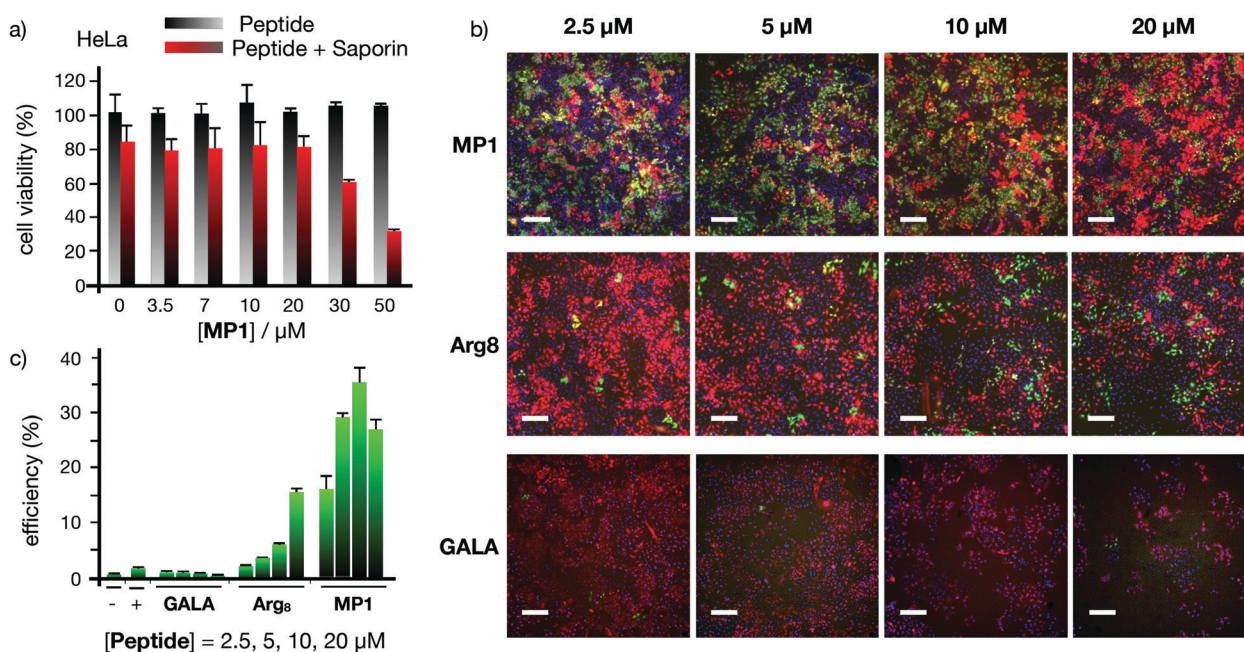 a)
HeLa
Peptide
Peptide + Saporin
cell viability (%)
120
100
80
60
40
20
0
0 3.5 7 10 20 30 50
[MP1] / µM
b)
2.5 µM 5 µM 10 µM 20 µM
MP1
Arg8
GALA
c)
efficiency (%)
40
30
20
15
10
0
- + GALA Arg8 MP1
[Peptide] = 2.5, 5, 10, 20 µM